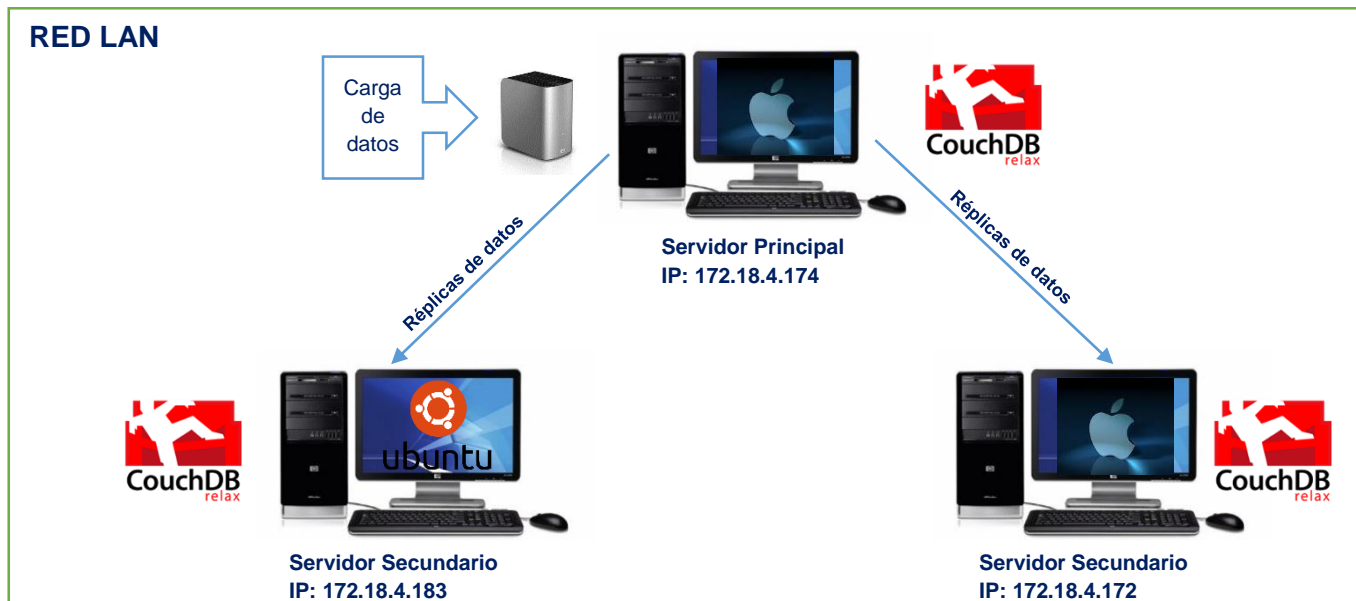 RED LAN
Carga
de
datos
CouchDB
relax
Réplicas de datos
Réplicas de datos
Servidor Principal
IP: 172.18.4.174
ubuntu
CouchDB
relax
CouchDB
relax
Servidor Secundario
IP: 172.18.4.183
Servidor Secundario
IP: 172.18.4.172